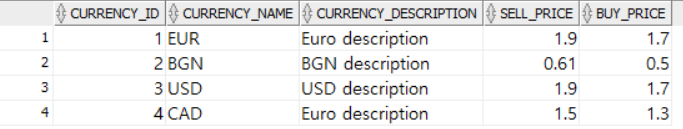 CURRENCY_ID CURRENCY_NAME CURRENCY_DESCRIPTION SELL_PRICE BUY_PRICE
1 1 EUR Euro description 1.9 1.7
2 2 BGN BGN description 0.61 0.5
3 3 USD USD description 1.9 1.7
4 4 CAD Euro description 1.5 1.3